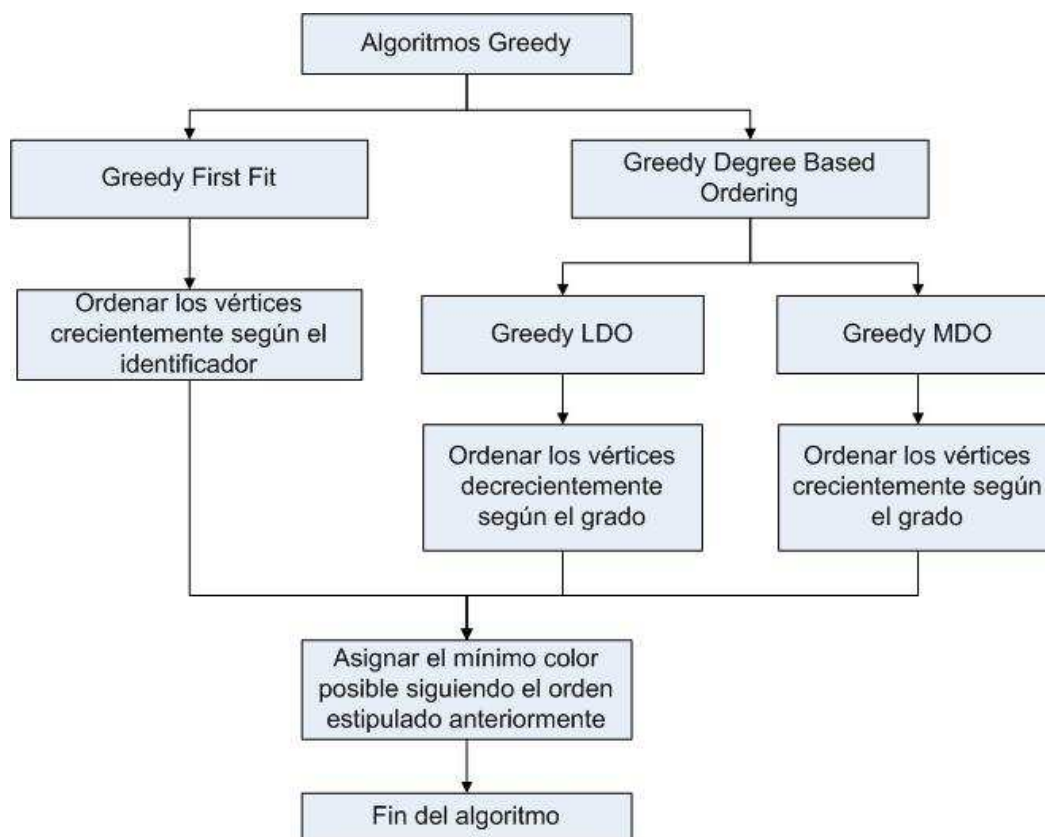 Algoritmos Greedy
Greedy First Fit
Greedy Degree Based
Ordering
Ordenar los vértices
crecientemente según el
identificador
Greedy LDO
Greedy MDO
Ordenar los vértices
decrecientemente
según el grado
Ordenar los vértices
crecientemente según
el grado
Asignar el mínimo color
posible siguiendo el orden
estipulado anteriormente
Fin del algoritmo